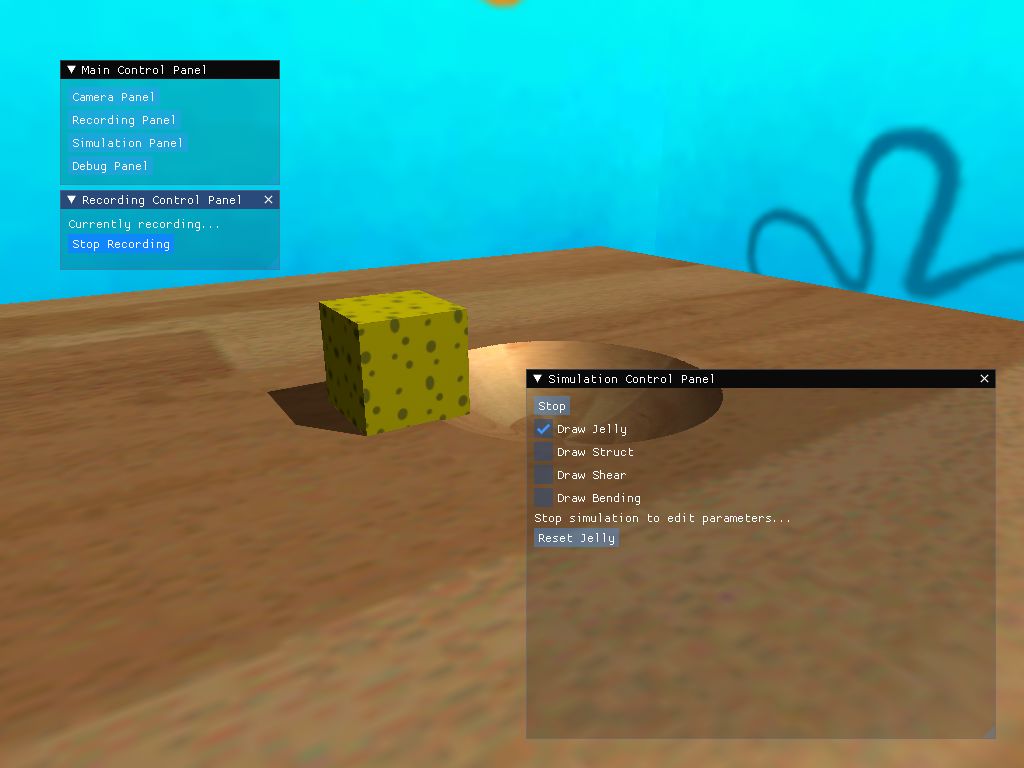 Main Control Panel
Camera Panel
Recording Panel
Simulation Panel
Debug Panel
Recording Control Panel
Currently recording...
Stop Recording
Simulation Control Panel
Stop
Draw Jelly
Draw Struct
Draw Shear
Draw Bending
Stop simulation to edit parameters...
Reset Jelly